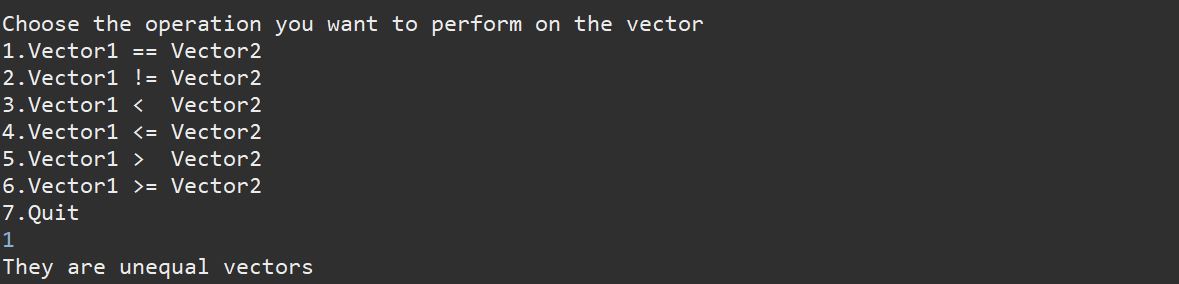 Choose the operation you want to perform on the vector
1.Vector1 == Vector2
2.Vector1 != Vector2
3.Vector1 <  Vector2
4.Vector1 <= Vector2
5.Vector1 >  Vector2
6.Vector1 >= Vector2
7.Quit
1
They are unequal vectors